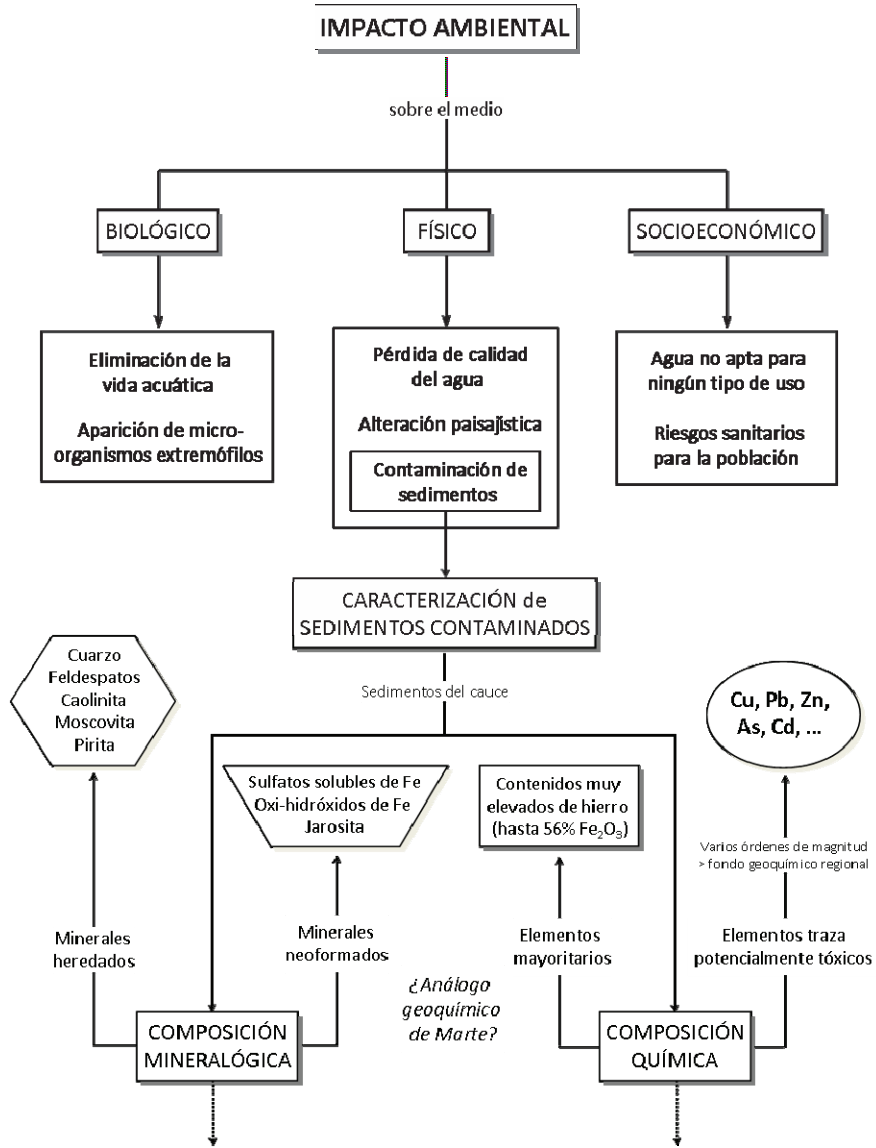 IMPACTO AMBIENTAL
sobre el medio
BIOLÓGICO
FÍSICO
SOCIOECONÓMICO
Eliminación de la
vida acuática
Aparición de micro-
organismos extremófilos
Pérdida de calidad
del agua
Alteración paisajística
Contaminación de
sedimentos
Agua no apta para
ningún tipo de uso
Riesgos sanitarios
para la población
CARACTERIZACIÓN de
SEDIMENTOS CONTAMINADOS
Sedimentos del cauce
Cuarzo
Feldespatos
Caolinita
Moscovita
Pirita
Sulfatos solubles de Fe
Oxi-hidróxidos de Fe
Jarosita
Contenidos muy
elevados de hierro
(hasta 56% Fe₂O₃)
Cu, Pb, Zn,
As, Cd, ...
Varios órdenes de magnitud
> fondo geoquímico regional
Minerales
heredados
Minerales
neoformados
¿Análogo
geoquímico
de Marte?
Elementos
mayoritarios
Elementos traza
potencialmente tóxicos
COMPOSICIÓN
MINERALÓGICA
COMPOSICIÓN
QUÍMICA